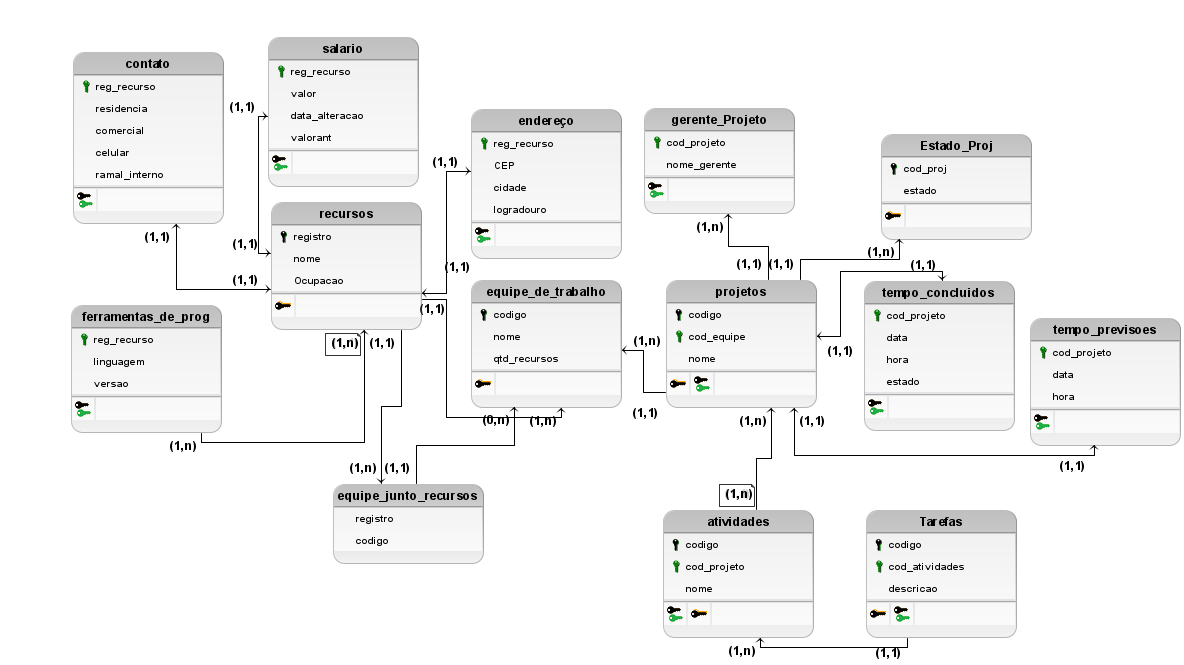 contato
reg_recurso
residencia
comercial
celular
ramal_interno
(1,1)
salario
reg_recurso
valor
data_alteracao
valorant
(1,1)
(1,1)
recursos
registro
nome
Ocupacao
(1,1)
(1,1)
endereço
reg_recurso
CEP
cidade
logradouro
(1,1)
(1,1)
gerente_Projeto
cod_projeto
nome_gerente
(1,n)
(1,1)
(1,1)
Estado_Proj
cod_proj
estado
(1,n)
(1,1)
ferramentas_de_prog
reg_recurso
linguagem
versao
(1,n)
(1,n)
(1,1)
equipe_de_trabalho
codigo
nome
qtd_recursos
(0,n)
(1,n)
(1,n)
(1,1)
projetos
codigo
cod_equipe
nome
(1,n)
(1,1)
(1,1)
tempo_concluidos
cod_projeto
data
hora
estado
tempo_previsoes
cod_projeto
data
hora
(1,1)
(1,n)
(1,1)
equipe_junto_recursos
registro
codigo
(1,n)
atividades
codigo
cod_projeto
nome
(1,n)
Tarefas
codigo
cod_atividades
descricao
(1,1)